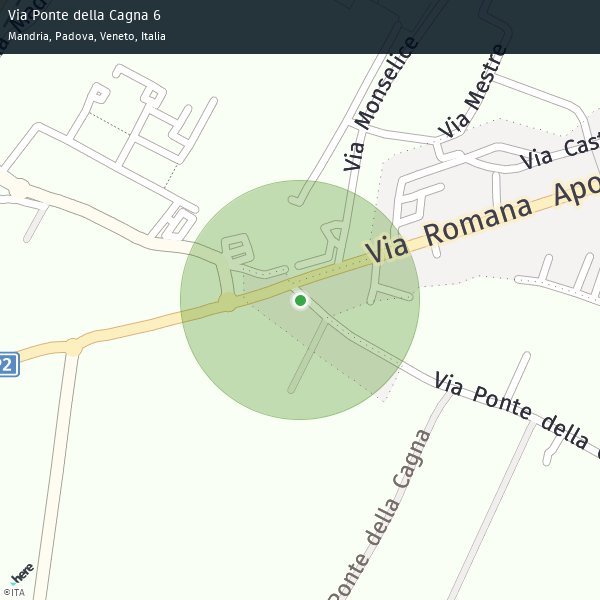 Via Ponte della Cagna 6
Mandria, Padova, Veneto, Italia
Via Monselice
Via Mestre
Via Cast
Via Romana Apo
P2
Via Ponte della
Ponte della Cagna
here
©ITA